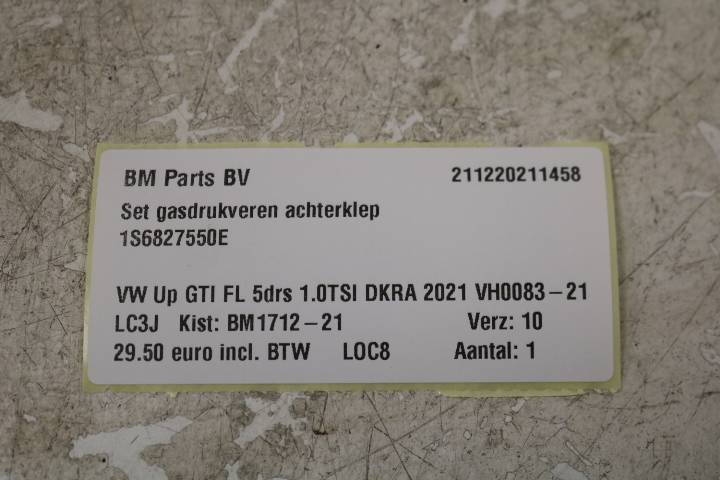 BM Parts BV 211220211458
Set gasdrukveren achterklep
1S6827550E
VW Up GTI FL 5drs 1.0TSI DKRA 2021 VH0083-21
LC3J Kist: BM1712-21 Verz: 10
29.50 euro incl. BTW LOC8 Aantal: 1